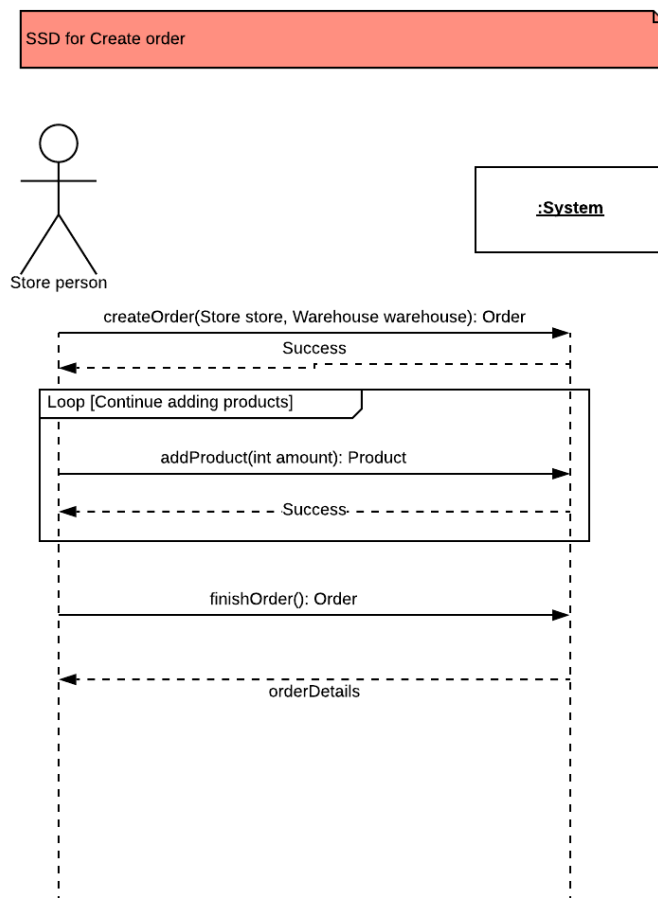 SSD for Create order
:System
Store person
createOrder(Store store, Warehouse warehouse): Order
Success
Loop [Continue adding products]
addProduct(int amount): Product
Success
finishOrder(): Order
orderDetails